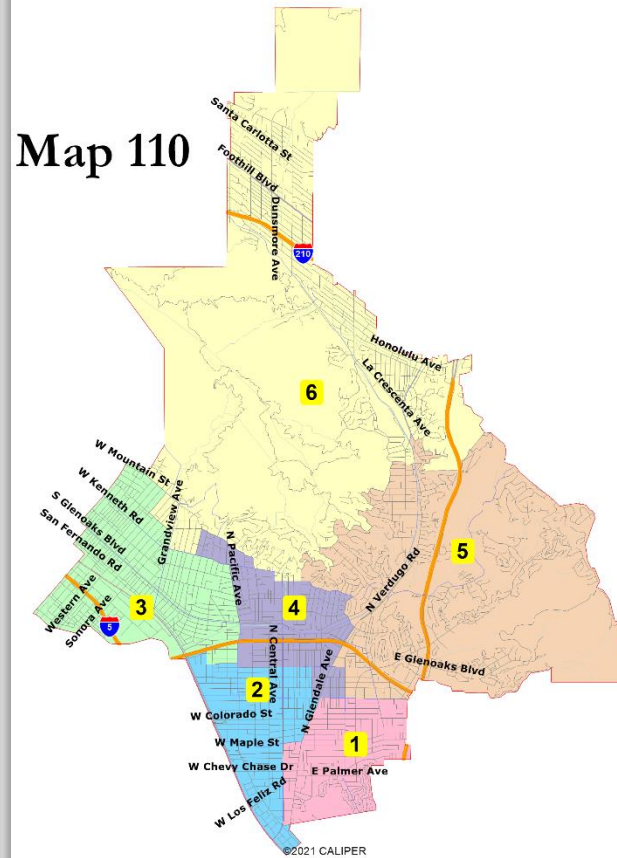 Map 110
Santa Carlotta St
Foothill Blvd
Dunsmore Ave
210
Honolulu Ave
La Crescenta Ave
6
W Mountain St
W Kenneth Rd
S Glenoaks Blvd
San Fernando Rd
Grandview Ave
N Pacific Ave
N Verdugo Rd
5
Western Ave
Sonora Ave
3
5
4
N Central Ave
N Glendale Ave
E Glenoaks Blvd
2
W Colorado St
W Maple St
1
W Chevy Chase Dr
E Palmer Ave
W Los Feliz Rd
©2021 CALIPER